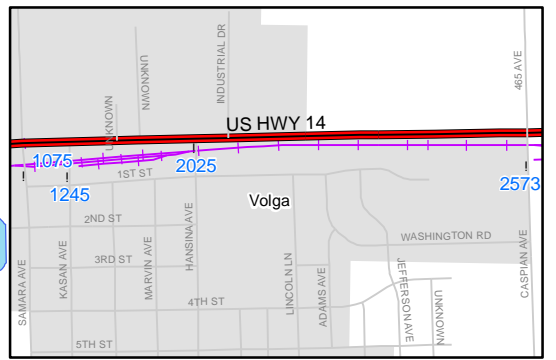 INDUSTRIAL DR
465 AVE
UNKNOWN
UNKNOWN
US HWY 14
1075
2025
1ST ST
2573
1245
Volga
2ND ST
WASHINGTON RD
3RD ST
SAMARA AVE
KASAN AVE
MARVIN AVE
HANSINA AVE
LINCOLN LN
ADAMS AVE
JEFFERSON AVE
UNKNOWN
CASPIAN AVE
4TH ST
5TH ST